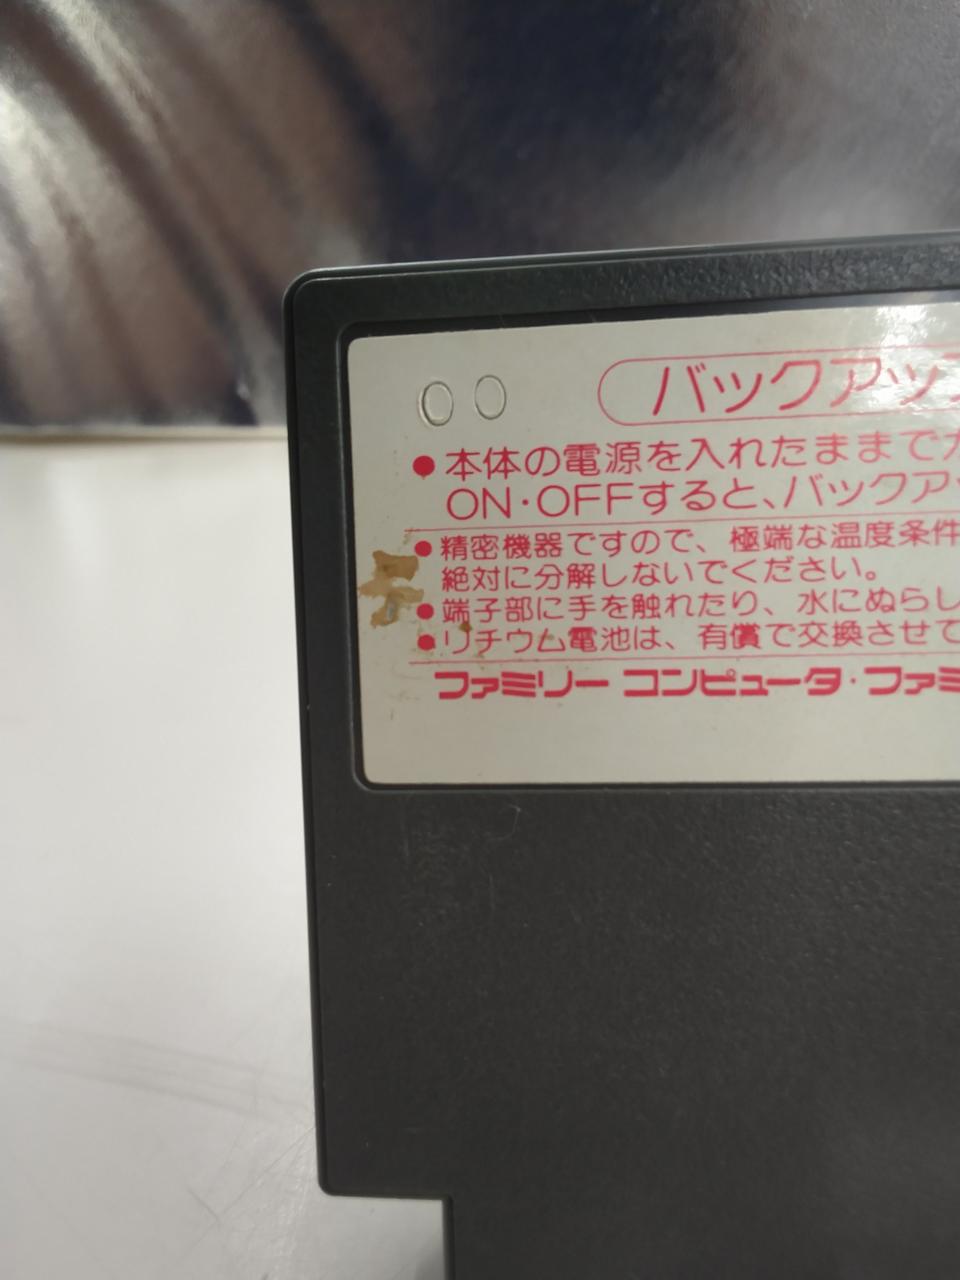 00
バックアッ
●本体の電源を入れたままで
ON・OFFすると、バックア
●精密機器ですので、極端な温度条件
絶対に分解しないでください。
●端子部に手を触れたり、水にぬらし
●リチウム電池は、有償で交換させて
ファミリー コンピュータ・ファミ